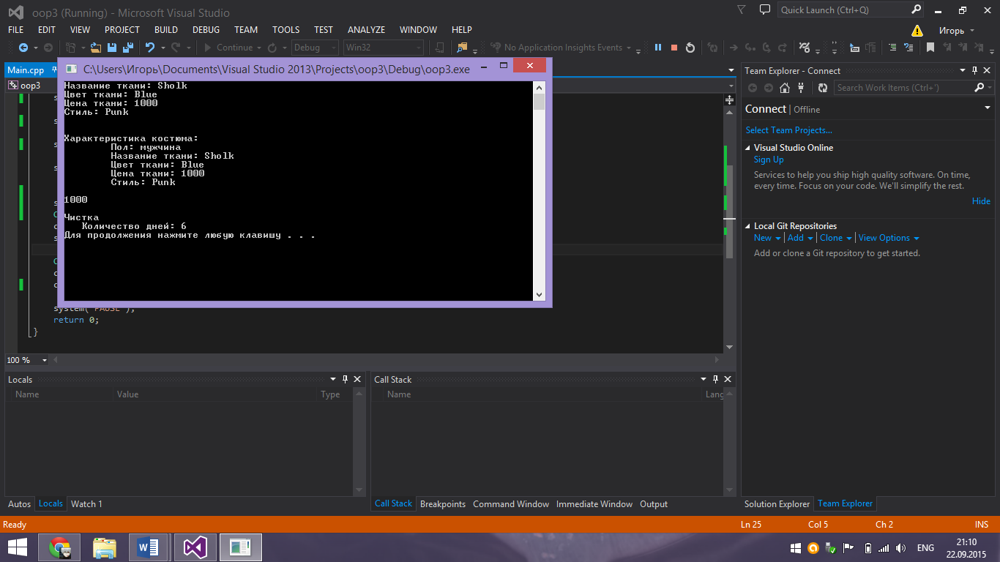 oop3 (Running) - Microsoft Visual Studio
Quick Launch (Ctrl+Q)
FILE EDIT VIEW PROJECT BUILD DEBUG TEAM TOOLS TEST ANALYZE WINDOW HELP
Игорь
Continue Debug Win32 No Application Insights Events
Main.cpp
C:\Users\Игорь\Documents\Visual Studio 2013\Projects\oop3\Debug\oop3.exe
oop3
Название ткани: Sholk
Цвет ткани: Blue
Цена ткани: 1000
Стиль: Punk
Характеристика костюма:
Пол: мужчина
Название ткани: Sholk
Цвет ткани: Blue
Цена ткани: 1000
Стиль: Punk
1000
Чистка
Количество дней: 6
Для продолжения нажмите любую клавишу . . .
system("PAUSE");
return 0;
}
100 %
Team Explorer - Connect
Search Work Items (Ctrl+')
Connect | Offline
Select Team Projects...
Visual Studio Online
Sign Up
Services to help you ship high quality software. On time,
every time. Focus on your code. We'll simplify the rest.
Hide
Local Git Repositories
New | Add | Clone | View Options
Add or clone a Git repository to get started.
Locals
Name Value Type
Call Stack
Name Lang
Autos Locals Watch 1
Call Stack Breakpoints Command Window Immediate Window Output
Solution Explorer Team Explorer
Ready Ln 25 Col 5 Ch 2 INS
ENG
21:10
22.09.2015